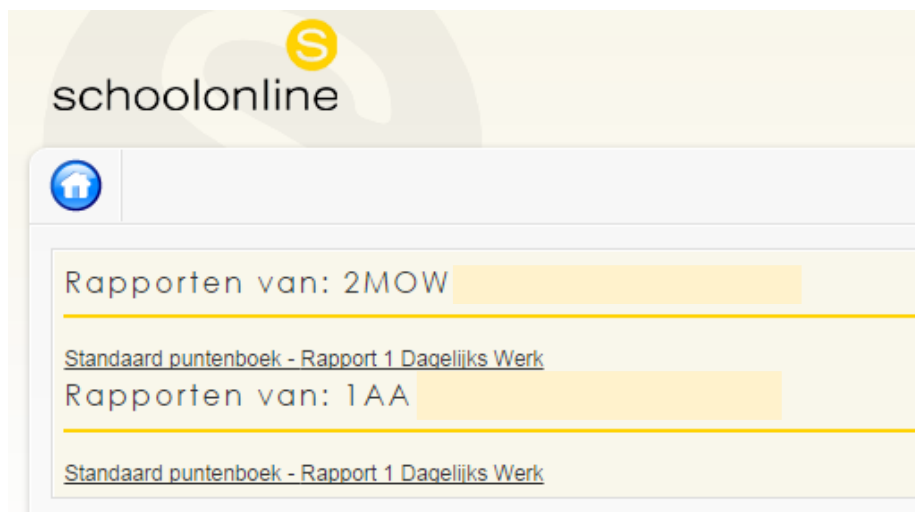 S
schoolonline
Rapporten van: 2MOW
Standaard puntenboek - Rapport 1 Dagelijks Werk
Rapporten van: 1AA
Standaard puntenboek - Rapport 1 Dagelijks Werk